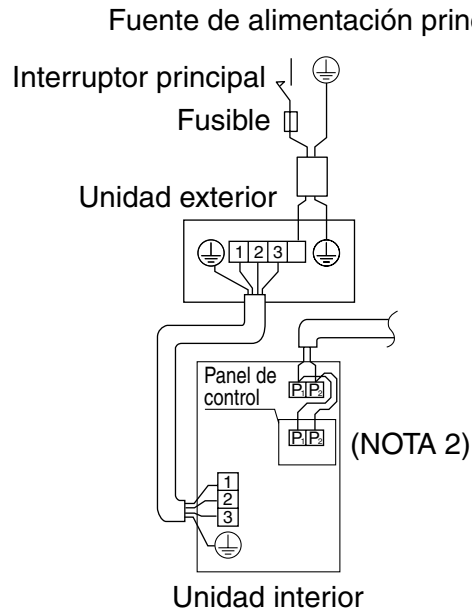 Fuente de alimentación
Interruptor principal
Fusible
Unidad exterior
1 2 3
Panel de
control
P₁ P₂
P₁ P₂
(NOTA 2)
1
2
3
Unidad interior